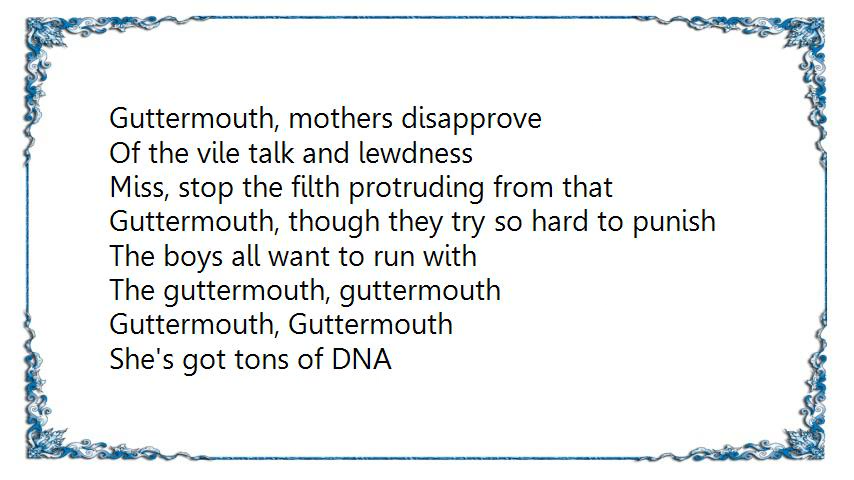 Guttermouth, mothers disapprove
Of the vile talk and lewdness
Miss, stop the filth protruding from that
Guttermouth, though they try so hard to punish
The boys all want to run with
The guttermouth, guttermouth
Guttermouth, Guttermouth
She's got tons of DNA